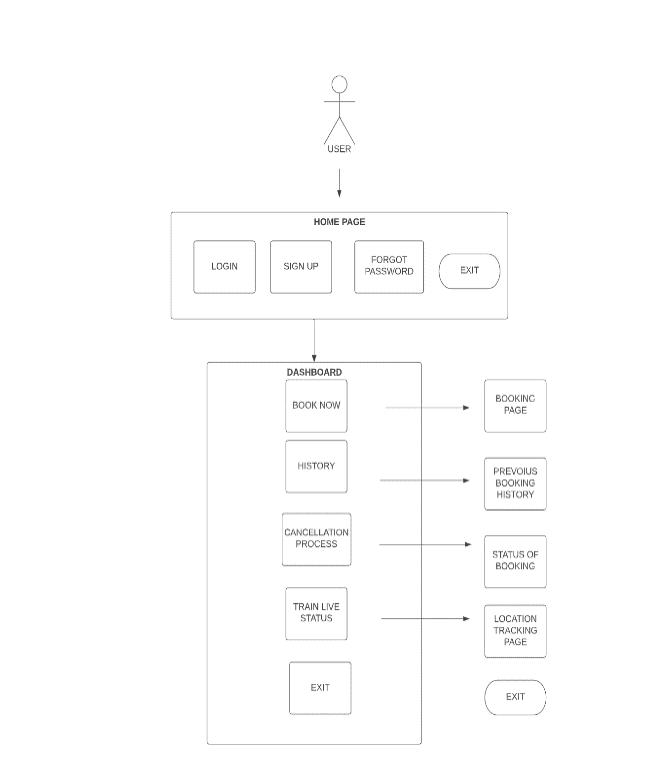 USER
HOME PAGE
LOGIN
SIGN UP
FORGOT
PASSWORD
EXIT
DASHBOARD
BOOK NOW
BOOKING
PAGE
HISTORY
PREVOIUS
BOOKING
HISTORY
CANCELLATION
PROCESS
STATUS OF
BOOKING
TRAIN LIVE
STATUS
LOCATION
TRACKING
PAGE
EXIT
EXIT